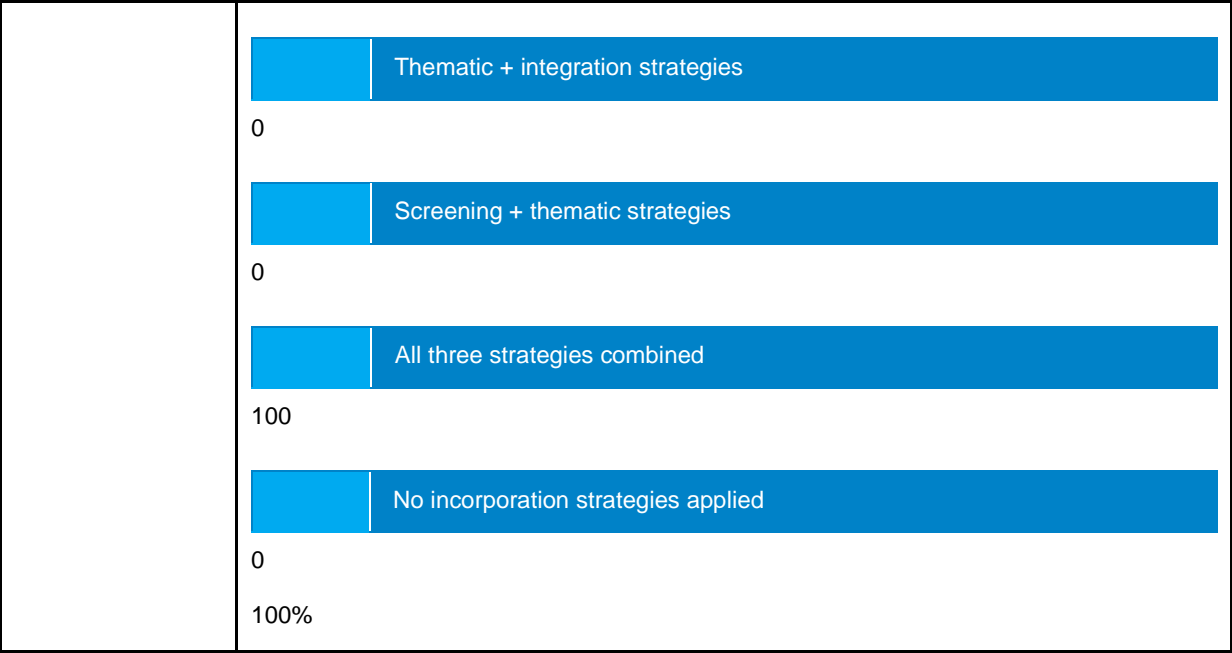 Thematic + integration strategies
0
Screening + thematic strategies
0
All three strategies combined
100
No incorporation strategies applied
0
100%